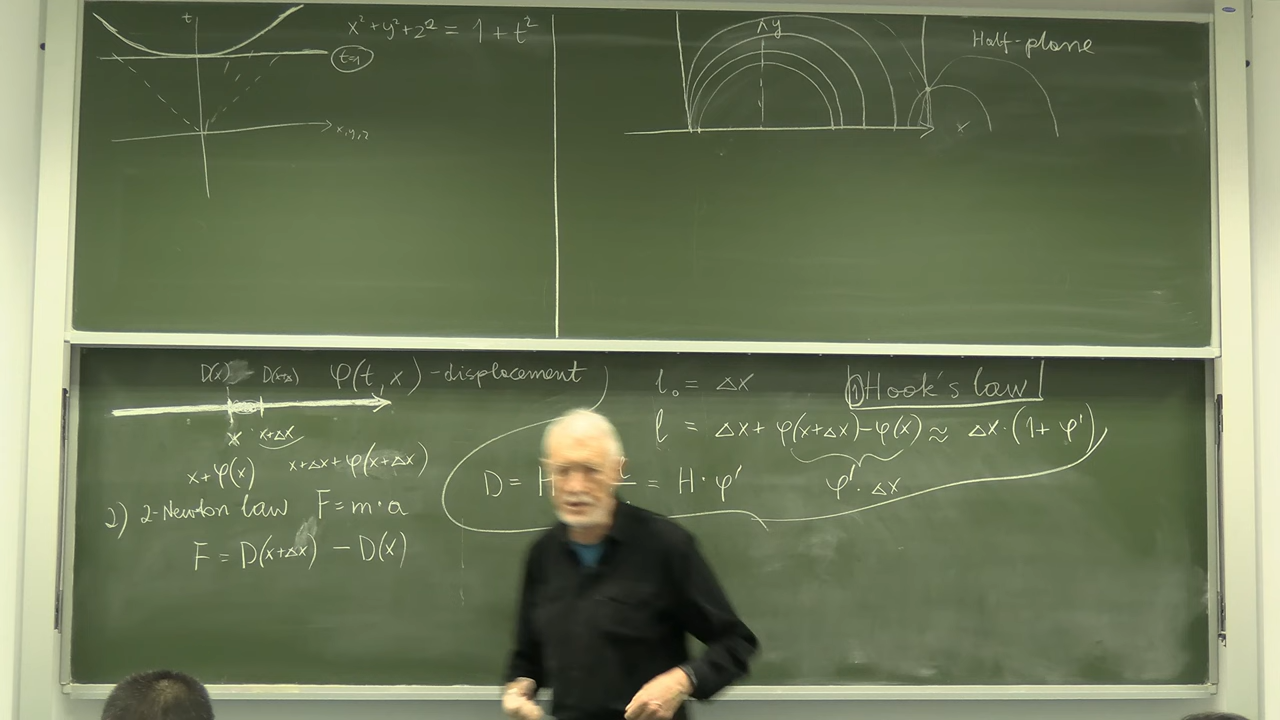 t
x² + y² + z² = 1 + t²
t=1
x,y,z
xy
Half-plane
x
D(x) D(x+Δx) φ(t,x) - displacement
l₀ = Δx
① Hook's law
x x+Δx
l = Δx + φ(x+Δx) - φ(x) ≈ Δx·(1 + φ')
x+φ(x) x+Δx+φ(x+Δx)
D = H = H·φ'
φ'·Δx
2) 2-Newton law F=m·a
F = D(x+Δx) - D(x)